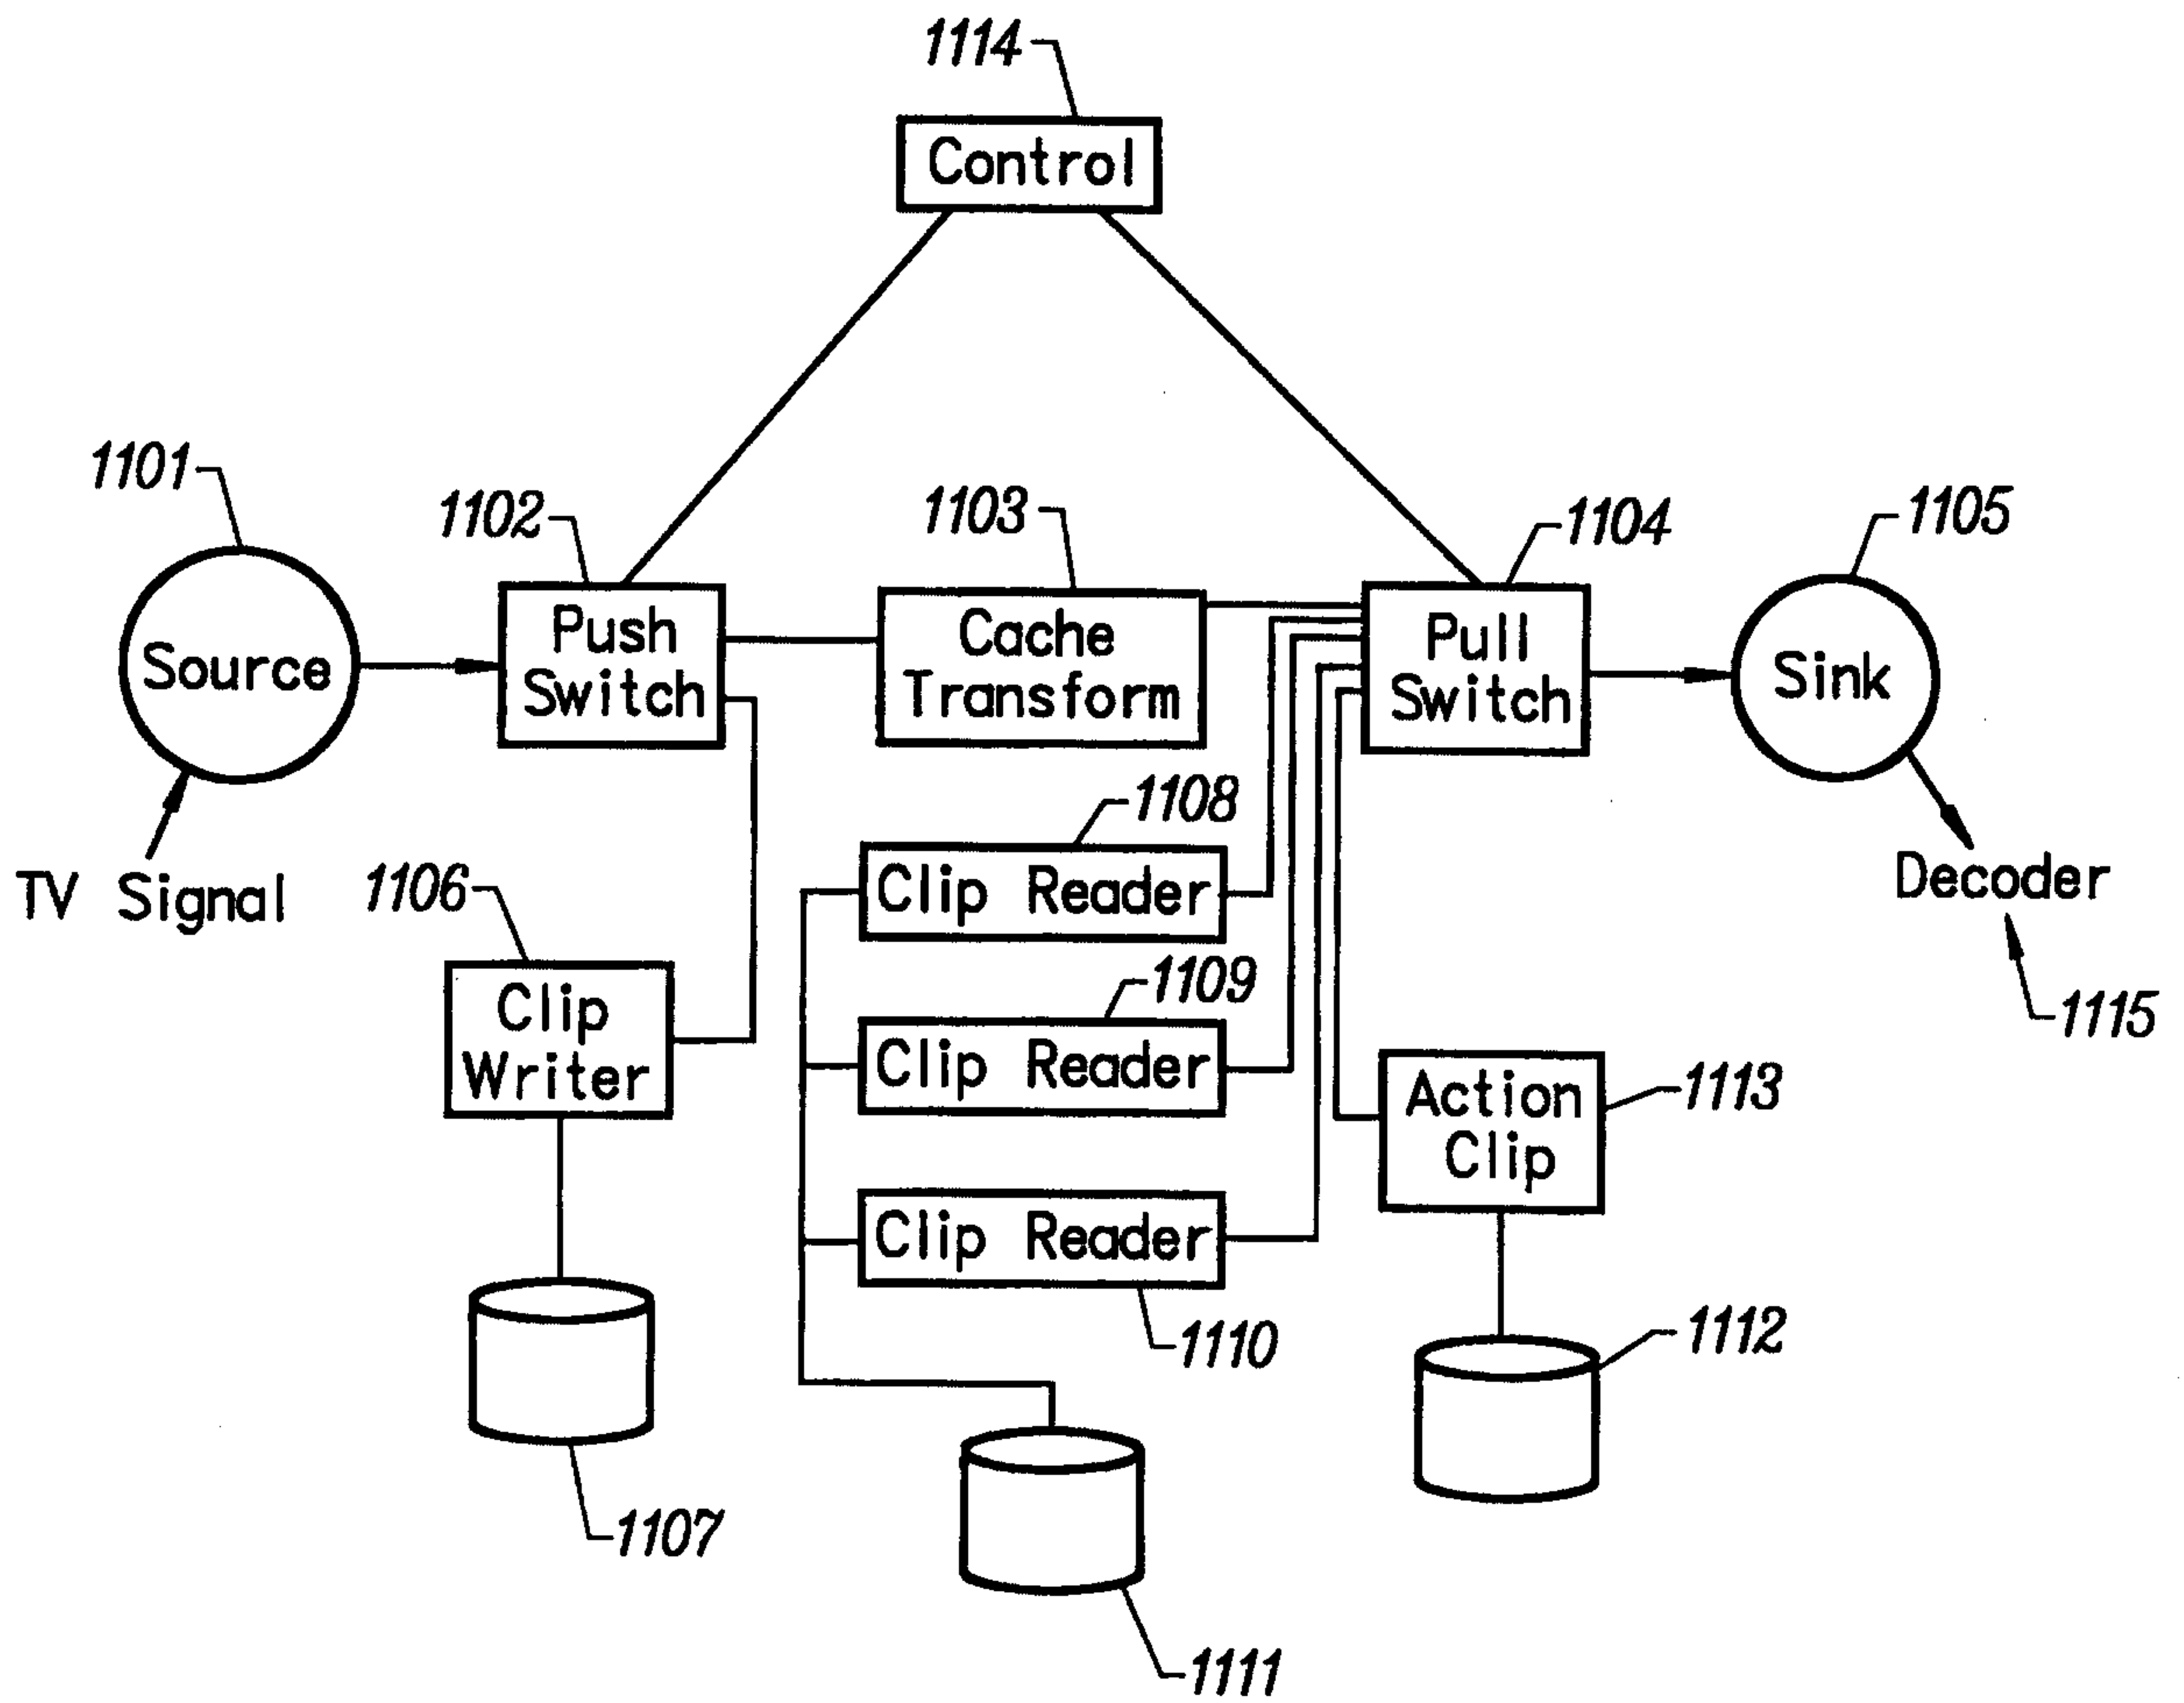 1114
Control
1101
1102
1103
1104
1105
Source
Push
Switch
Cache
Transform
Pull
Switch
Sink
TV Signal
1106
1108
Clip Reader
Decoder
1109
1115
Clip
Writer
Clip Reader
Action
Clip
1113
Clip Reader
1110
1112
1107
1111